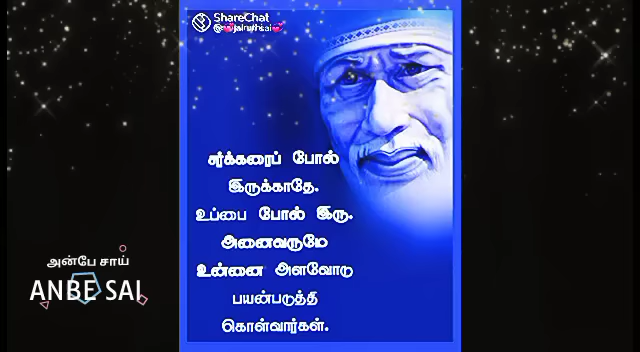 ShareChat
சர்க்கரைப் போல்
இருக்காதே.
உப்பை போல் இரு.
அனைவருமே
உன்னை அளவோடு
பயன்படுத்தி
கொள்வார்கள்.
அன்பே சாய்
ANBE SAI